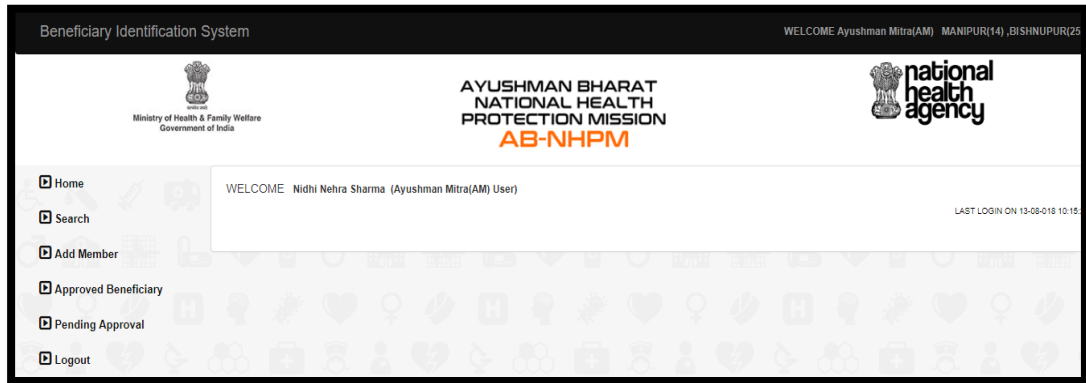 Beneficiary Identification System
WELCOME Ayushman Mitra(AM) MANIPUR(14) ,BISHNUPUR(25
Ministry of Health & Family Welfare
Government of India
AYUSHMAN BHARAT
NATIONAL HEALTH
PROTECTION MISSION
AB-NHPM
national
health
agency
Home
Search
Add Member
Approved Beneficiary
Pending Approval
Logout
WELCOME Nidhi Nehra Sharma (Ayushman Mitra(AM) User)
LAST LOGIN ON 13-08-018 10:15: